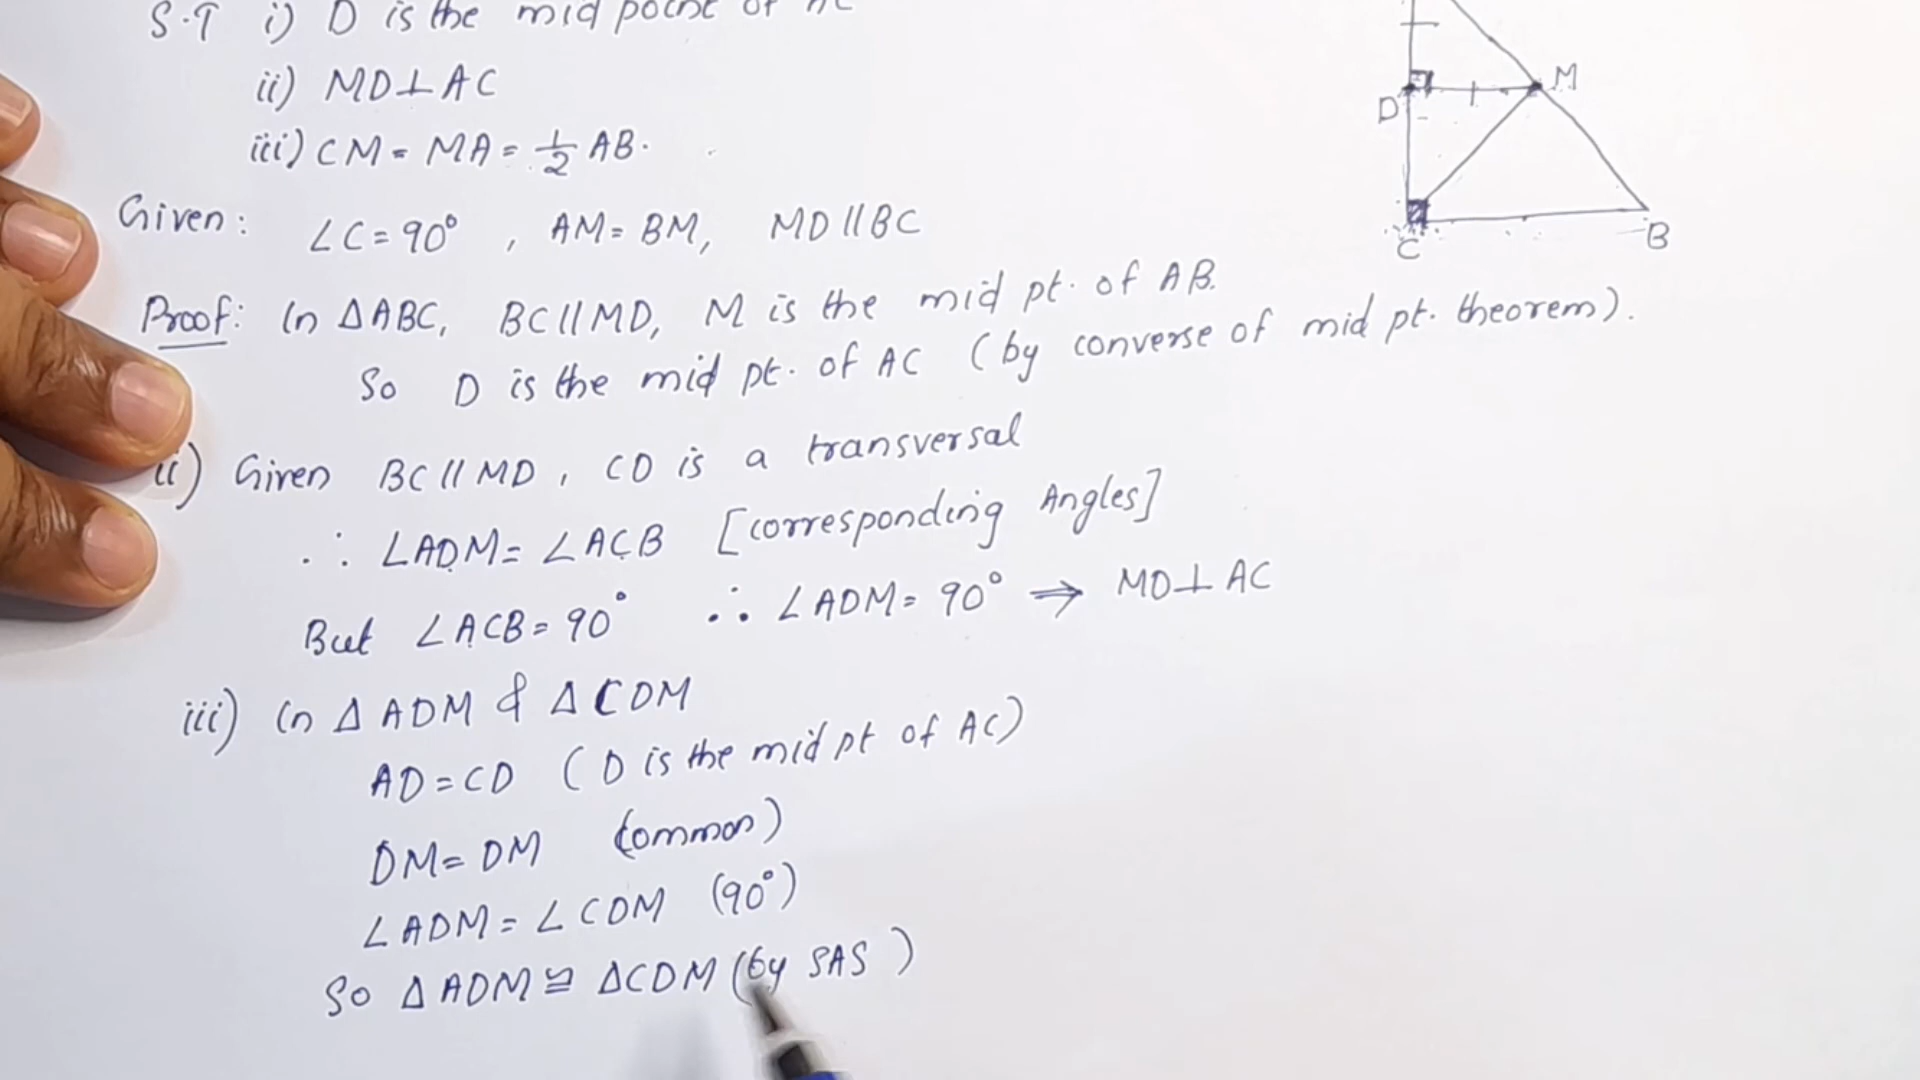 S.T i) D is the mid point of AC
ii) MD⊥AC
iii) CM = MA = 1/2 AB.
Given: ∠C = 90° , AM = BM, MD//BC
Proof: In ΔABC, BC//MD, M is the mid pt. of AB.
So D is the mid pt. of AC (by converse of mid pt. theorem).
ii) Given BC//MD, CD is a transversal
∴ ∠ADM = ∠ACB [corresponding Angles]
But ∠ACB = 90° ∴ ∠ADM = 90° ⇒ MD⊥AC
iii) In Δ ADM & Δ CDM
AD = CD (D is the mid pt of AC)
DM = DM (common)
∠ADM = ∠CDM (90°)
So ΔADM ≅ ΔCDM (by SAS)
M
D
C
B